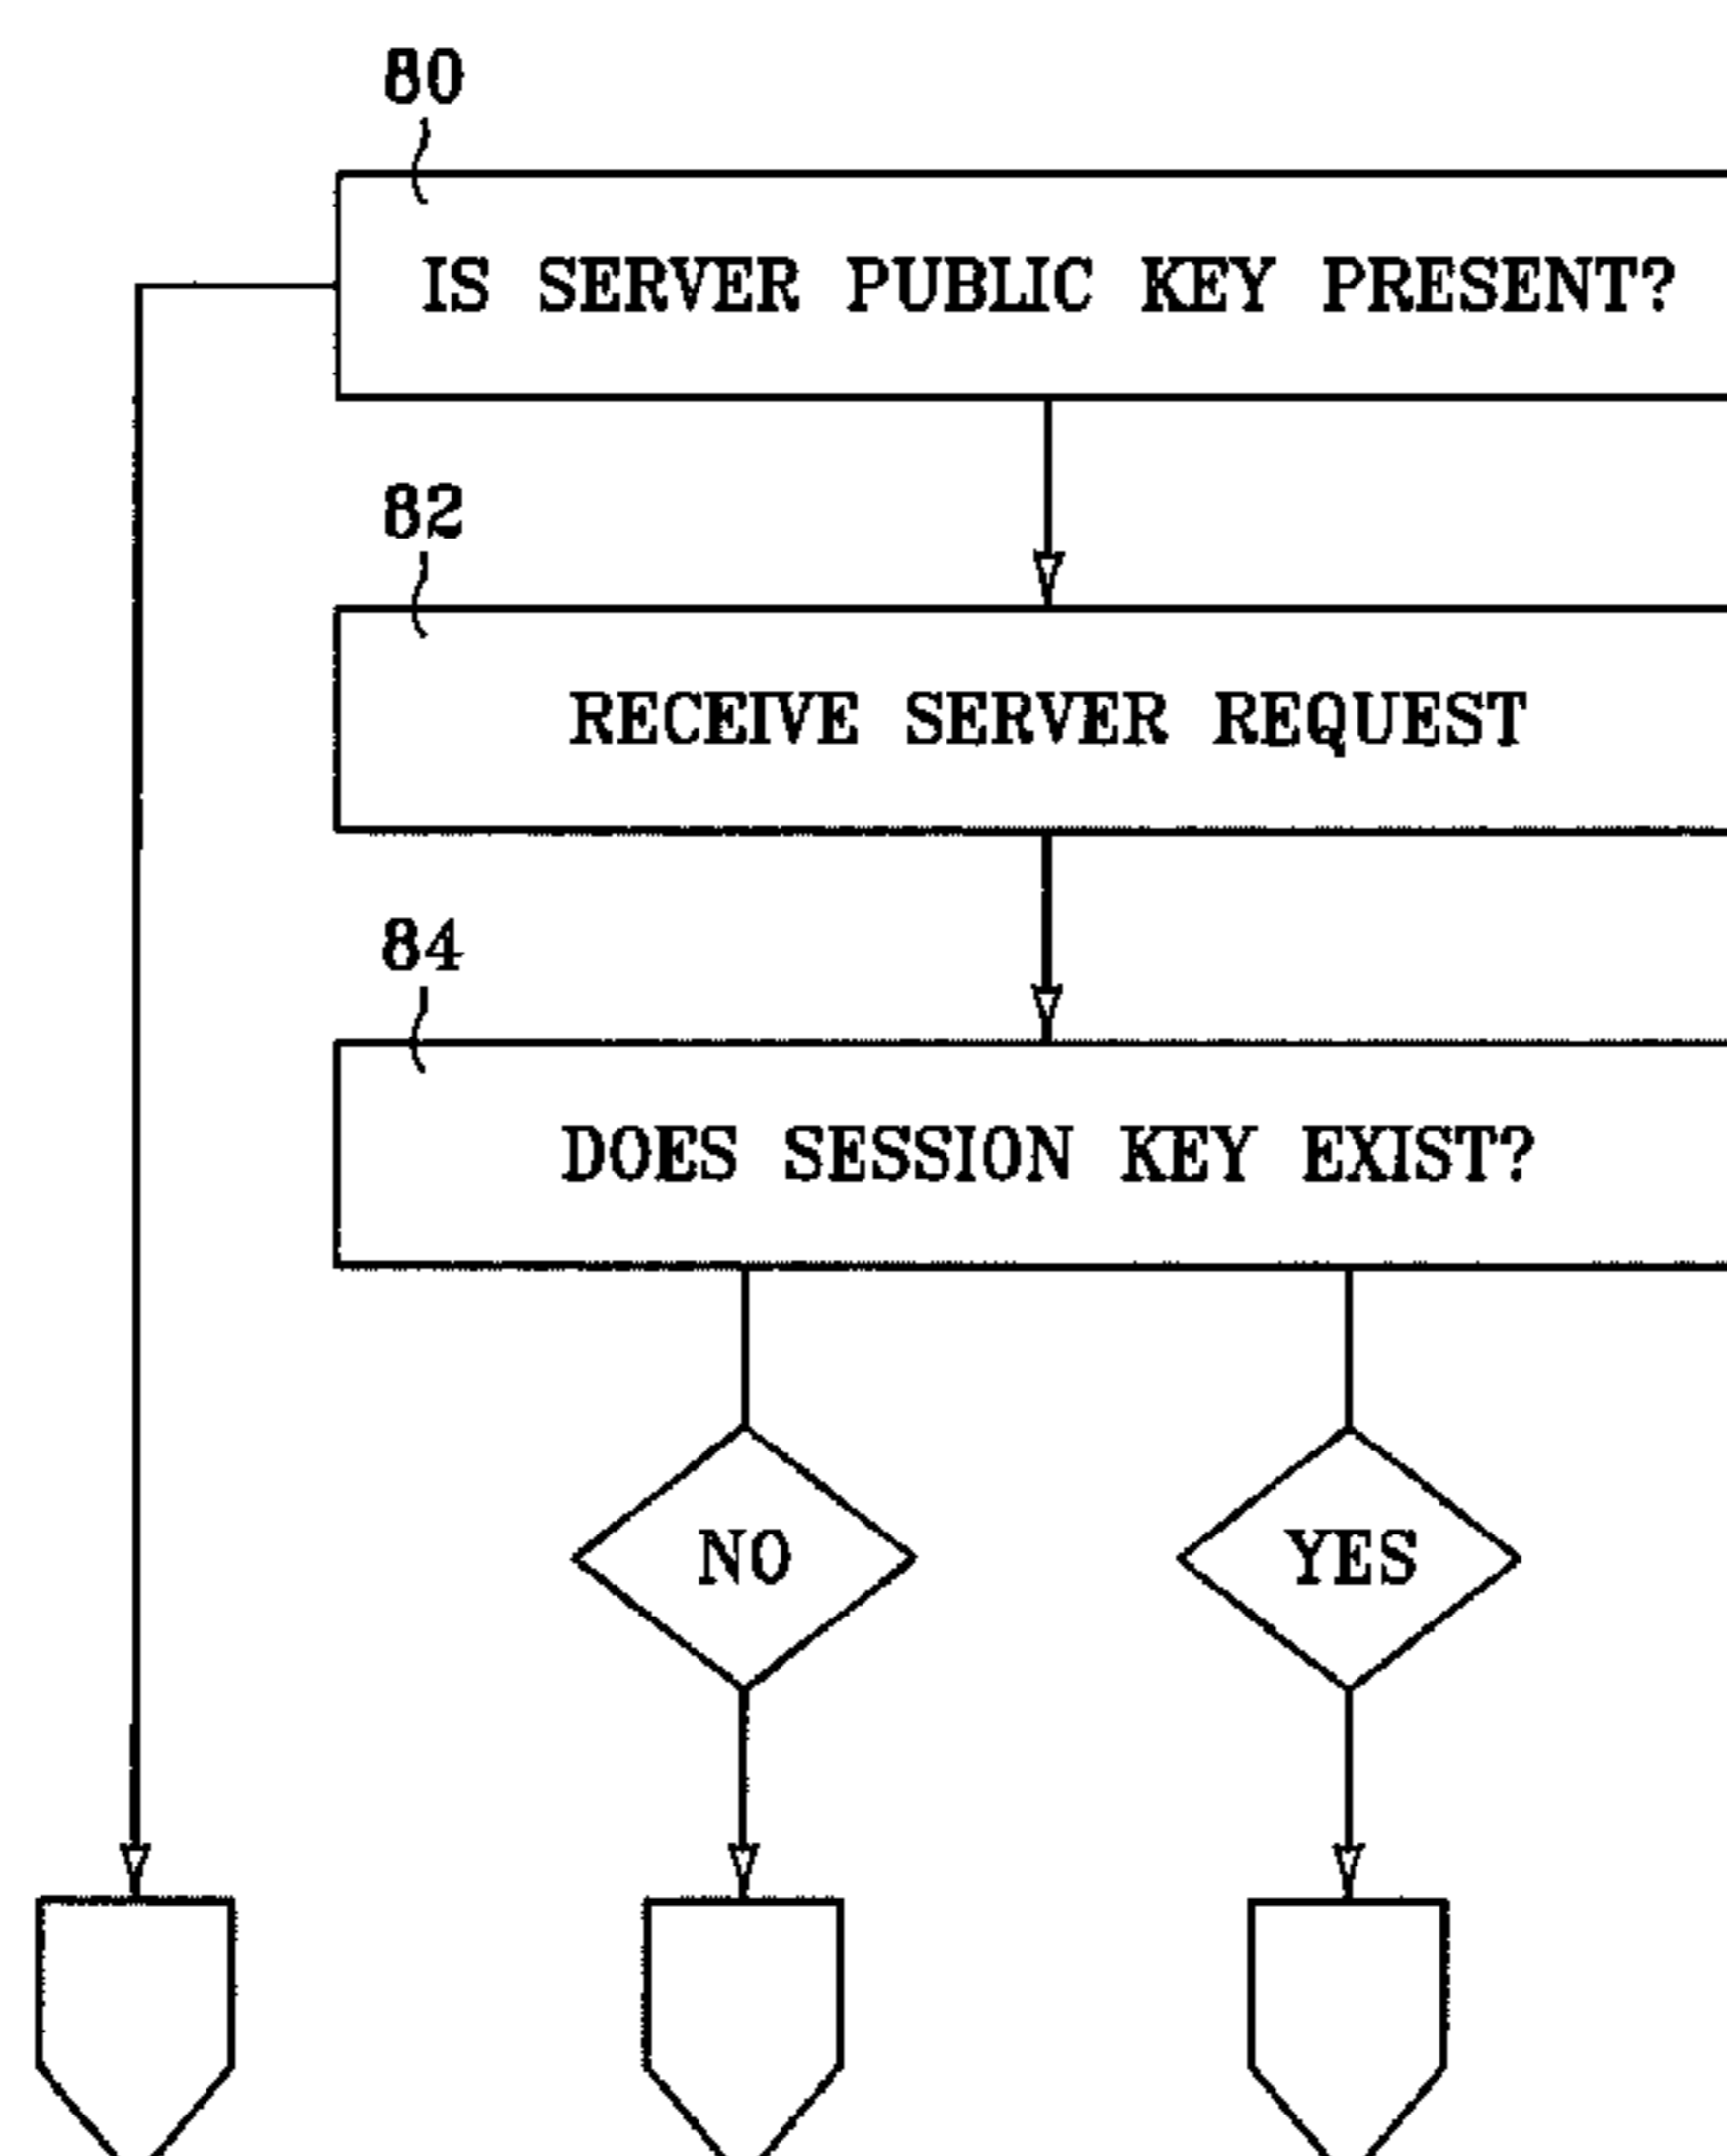 80
IS SERVER PUBLIC KEY PRESENT?
82
RECEIVE SERVER REQUEST
84
DOES SESSION KEY EXIST?
NO
YES